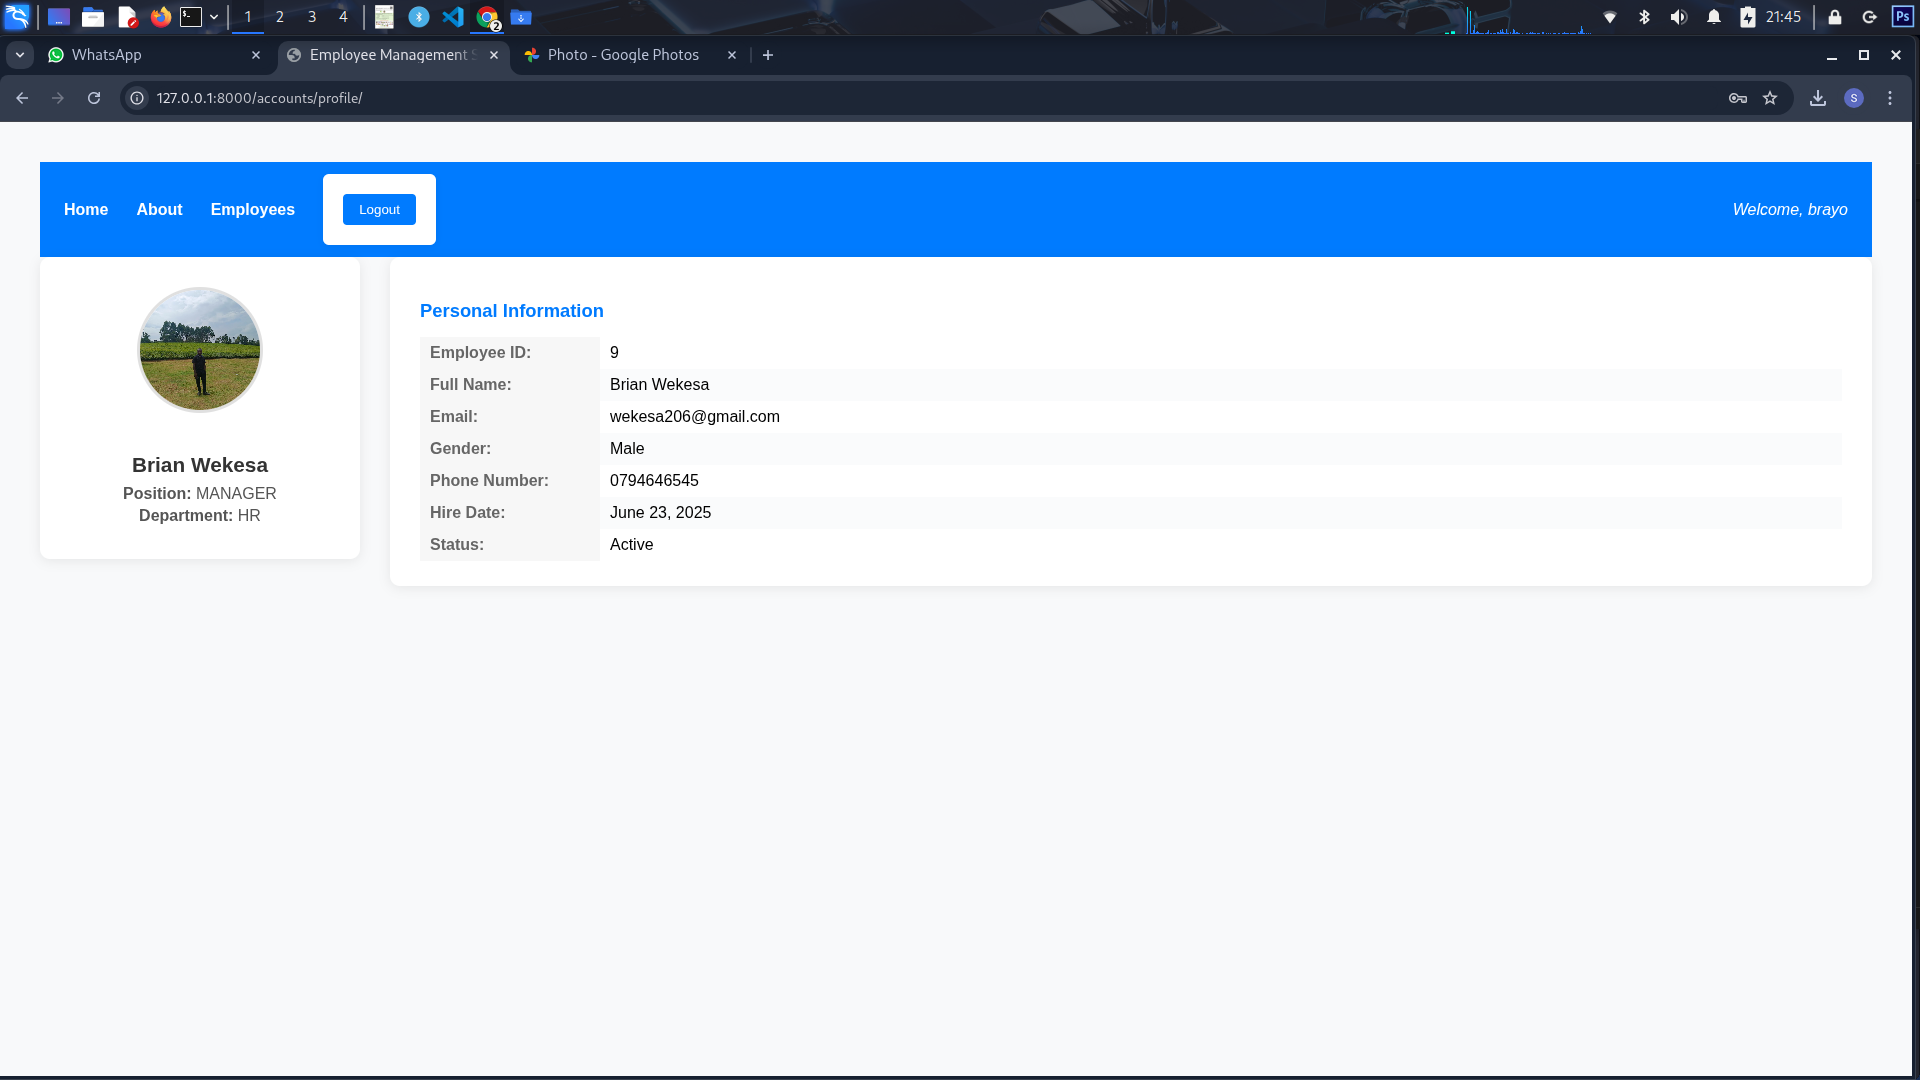 1 2 3 4 2 21:45 Ps
WhatsApp Employee Management S Photo - Google Photos
127.0.0.1:8000/accounts/profile/ S
Home About Employees Logout Welcome, brayo
Brian Wekesa
Position: MANAGER
Department: HR
Personal Information
Employee ID: 9
Full Name: Brian Wekesa
Email: wekesa206@gmail.com
Gender: Male
Phone Number: 0794646545
Hire Date: June 23, 2025
Status: Active